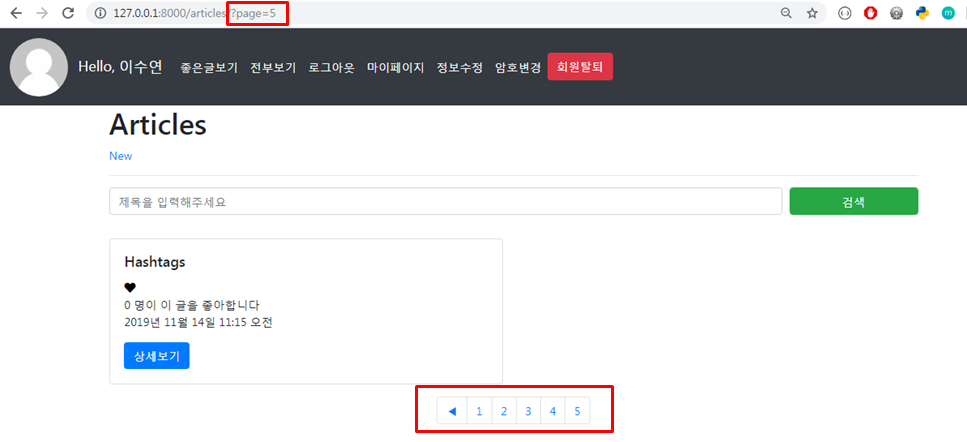 127.0.0.1:8000/articles/?page=5
Hello, 이수연 좋은글보기 전부보기 로그아웃 마이페이지 정보수정 암호변경 회원탈퇴
Articles
New
제목을 입력해주세요 검색
Hashtags
0 명이 이 글을 좋아합니다
2019년 11월 14일 11:15 오전
상세보기
◀ 1 2 3 4 5